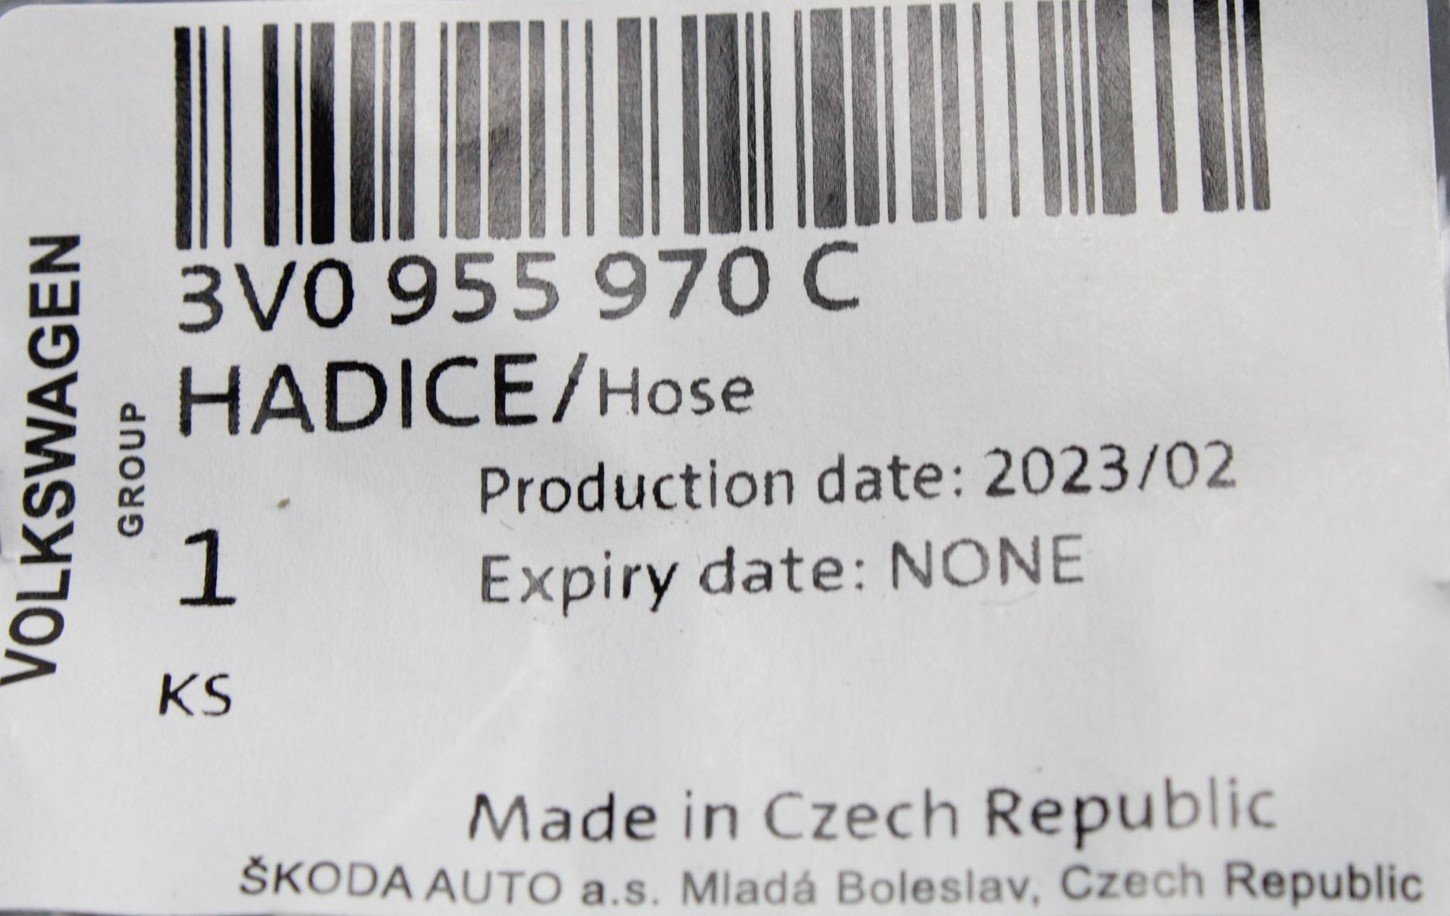 VOLKSWAGEN
GROUP
3V0 955 970 C
HADICE/Hose
Production date: 2023/02
1
Expiry date: NONE
KS
Made in Czech Republic
ŠKODA AUTO a.s. Mladá Boleslav, Czech Republic